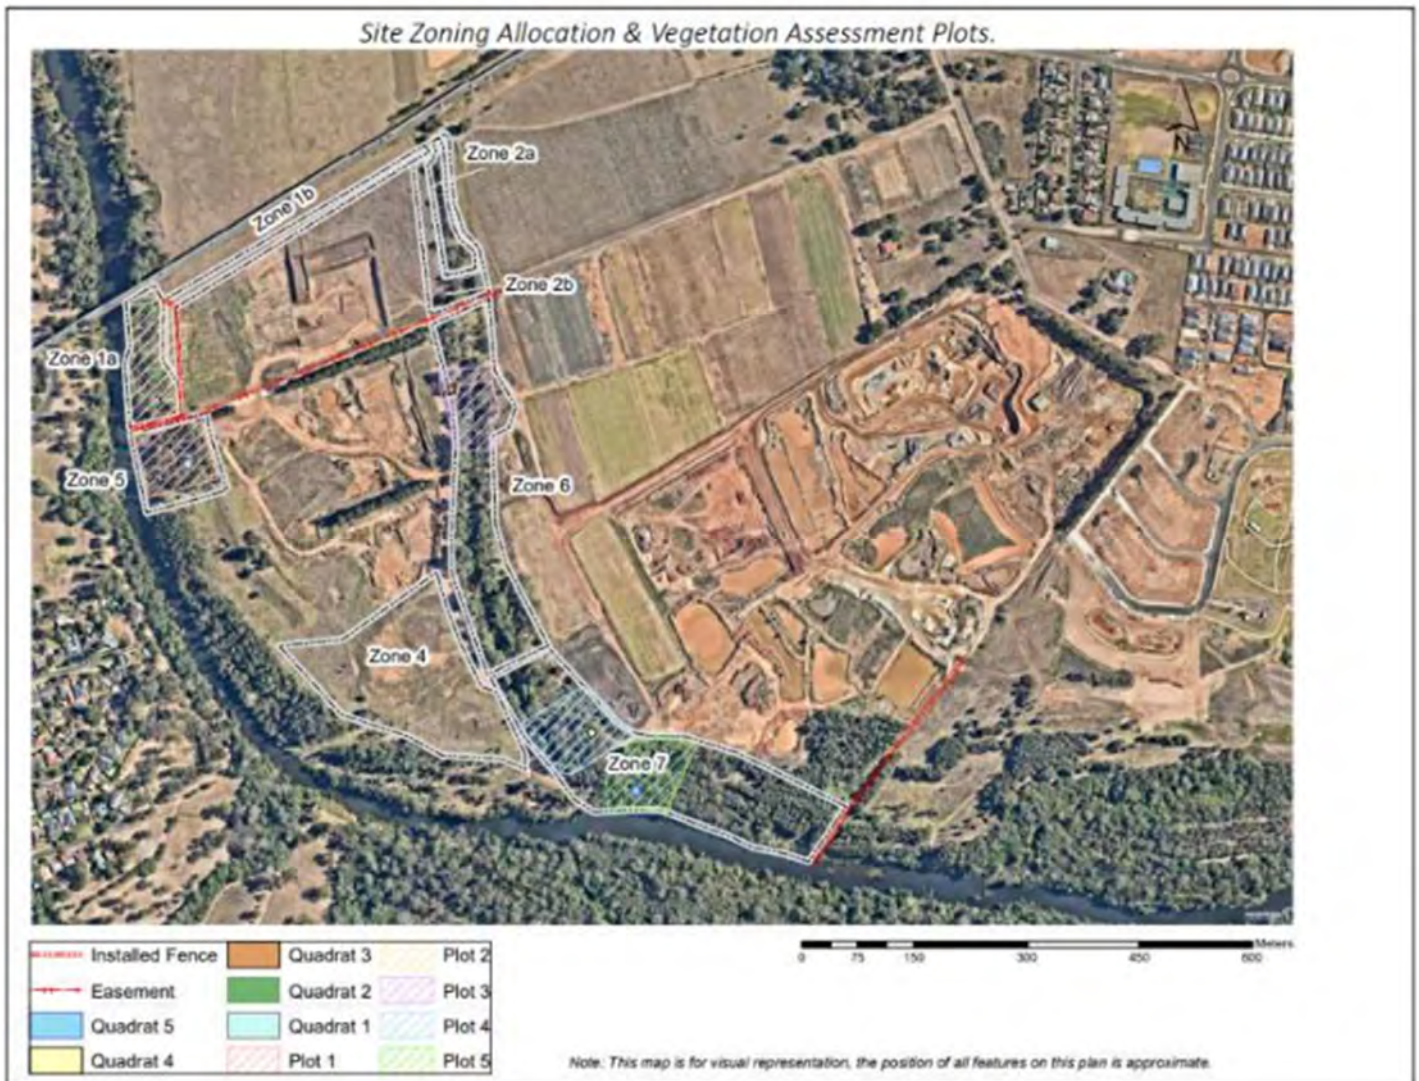 Site Zoning Allocation & Vegetation Assessment Plots.
Zone 2a
Zone 1b
Zone 2b
Zone 1a
Zone 5
Zone 6
Zone 4
Zone 7
N
Installed Fence
Quadrat 3
Plot 2
Easement
Quadrat 2
Plot 3
Quadrat 5
Quadrat 1
Plot 4
Quadrat 4
Plot 1
Plot 5
Meters
0 75 150 300 450 600
Note: This map is for visual representation, the position of all features on this plan is approximate.